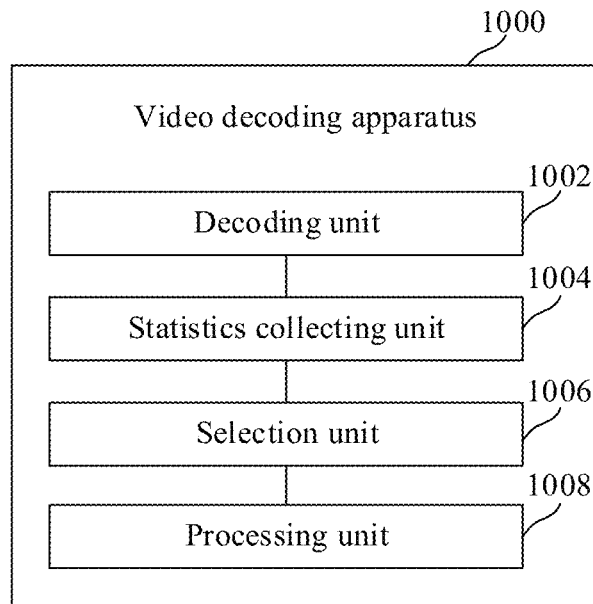 1000
Video decoding apparatus
1002
Decoding unit
1004
Statistics collecting unit
1006
Selection unit
1008
Processing unit